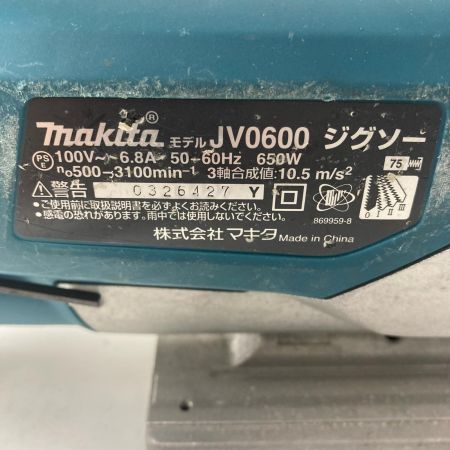 makita® モデル JV0600 ジグソー
PSE 100V～ 6.8A 50-60Hz 650W
n₀500-3100min⁻¹ 3軸合成値:10.5 m/s² 75
⚠警告 0326427 Y
・ご使用前に取扱説明書を必ずよくお読みください。
・感電の恐れがあります。雨中では使用しないでください。
0 I II III
869959-8
株式会社 マキタ Made in China